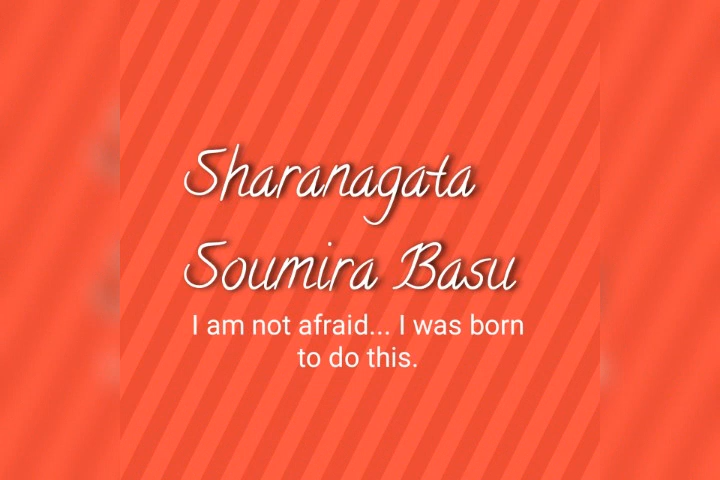 Sharanagata
Soumira Basu
I am not afraid... I was born
to do this.